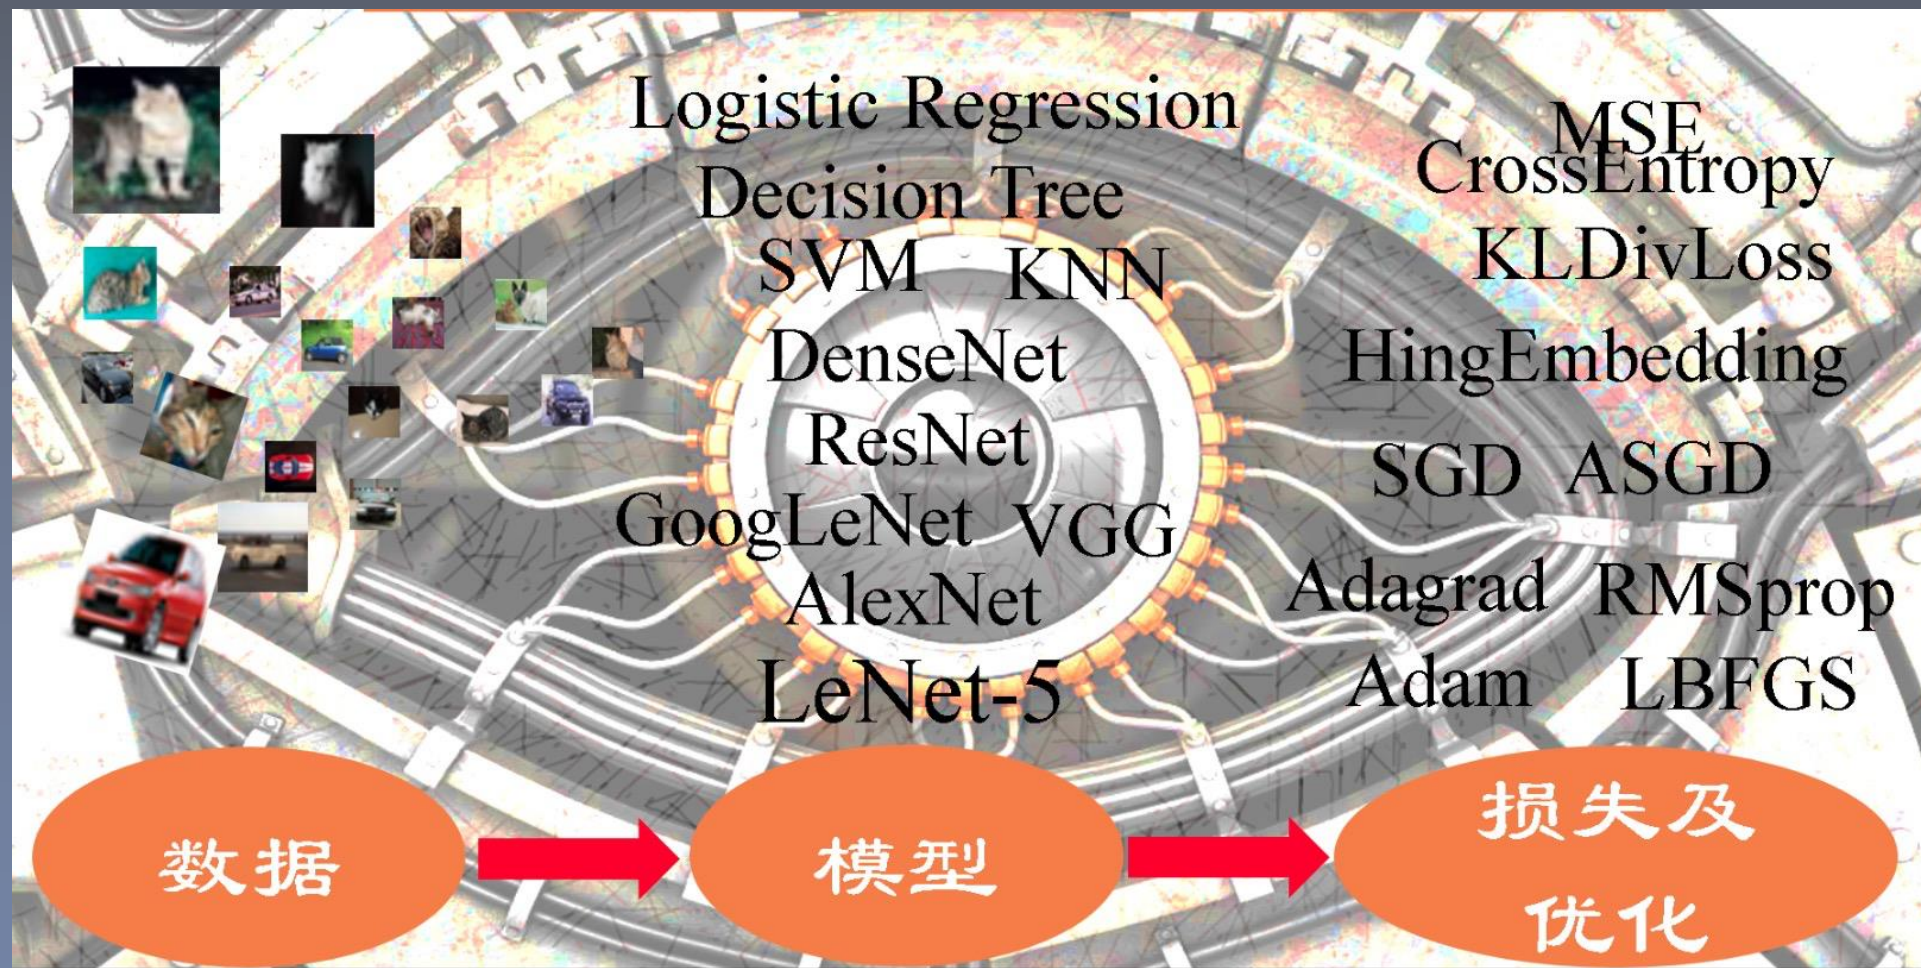 Logistic Regression
Decision Tree
SVM KNN
DenseNet
ResNet
GoogLeNet VGG
AlexNet
LeNet-5
MSE
CrossEntropy
KLDivLoss
HingEmbedding
SGD ASGD
Adagrad RMSprop
Adam LBFGS
数据
模型
损失及
优化